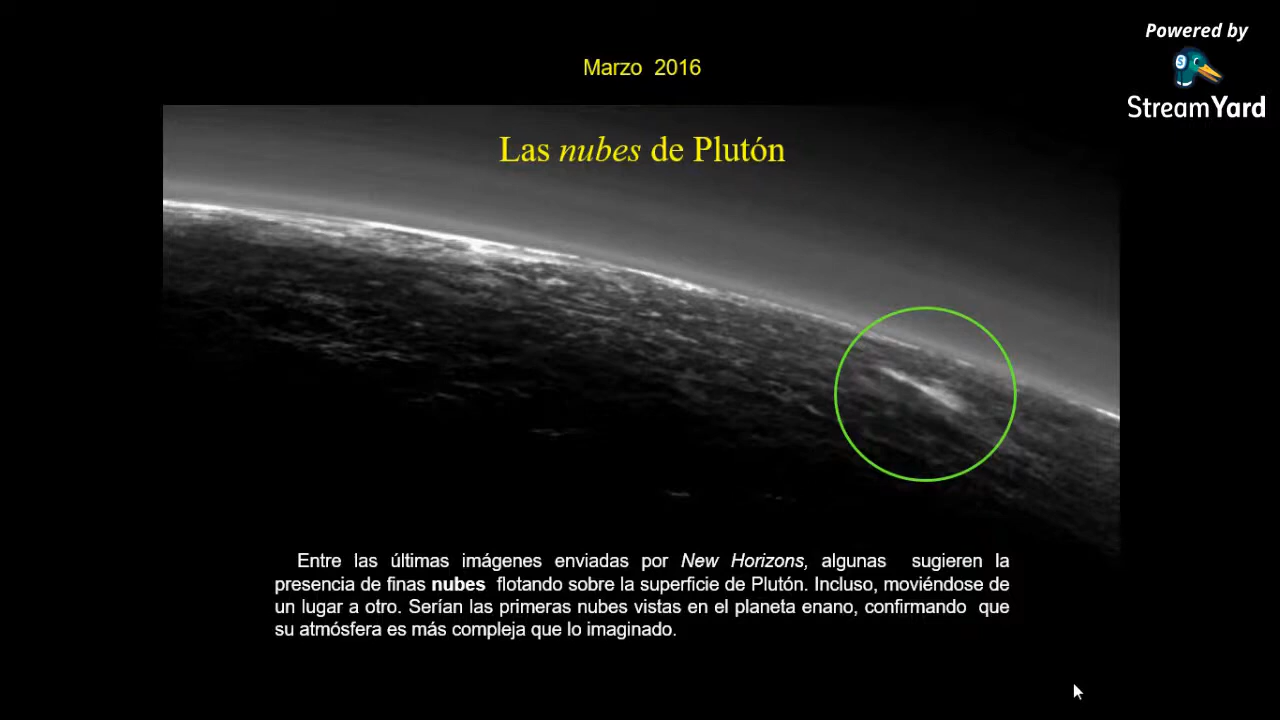 Powered by
StreamYard
Marzo 2016
Las nubes de Plutón
Entre las últimas imágenes enviadas por New Horizons, algunas sugieren la
presencia de finas nubes flotando sobre la superficie de Plutón. Incluso, moviéndose de
un lugar a otro. Serían las primeras nubes vistas en el planeta enano, confirmando que
su atmósfera es más compleja que lo imaginado.